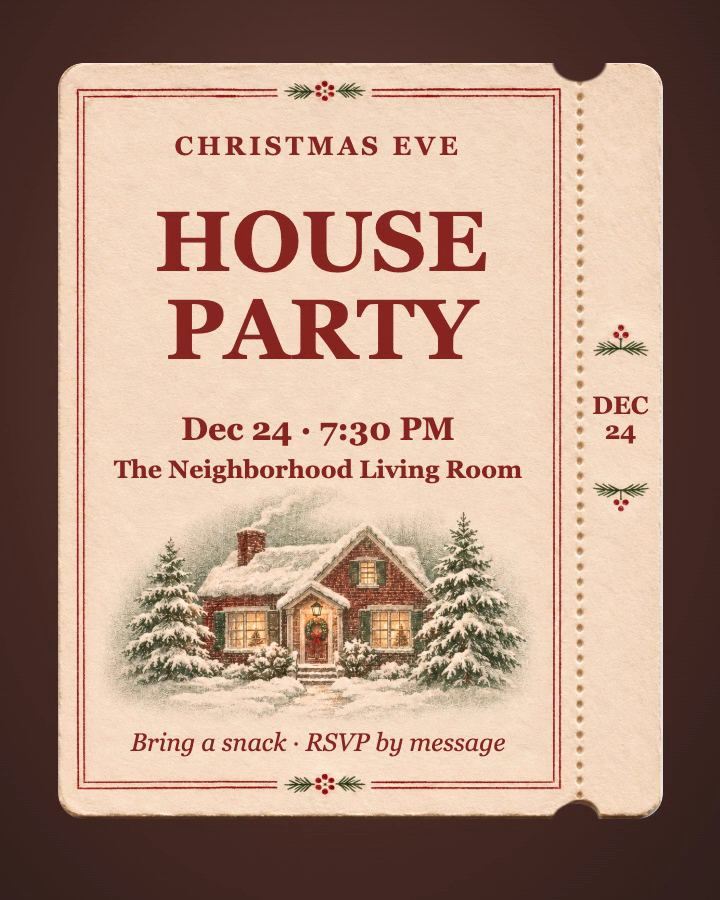 CHRISTMAS EVE
HOUSE
PARTY
Dec 24 · 7:30 PM
The Neighborhood Living Room
Bring a snack · RSVP by message
DEC
24